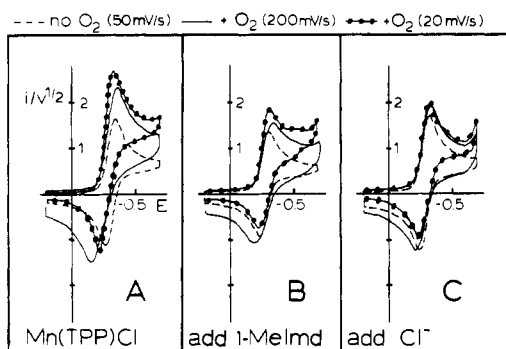 --- no O2 (50mV/s) — + O2 (200mV/s) •-•-• +O2 (20mV/s)
i/v^1/2
2
1
-0.5 E
A
Mn(TPP)Cl
2
1
-0.5
B
add 1-MeImd
2
1
-0.5
C
add Cl⁻